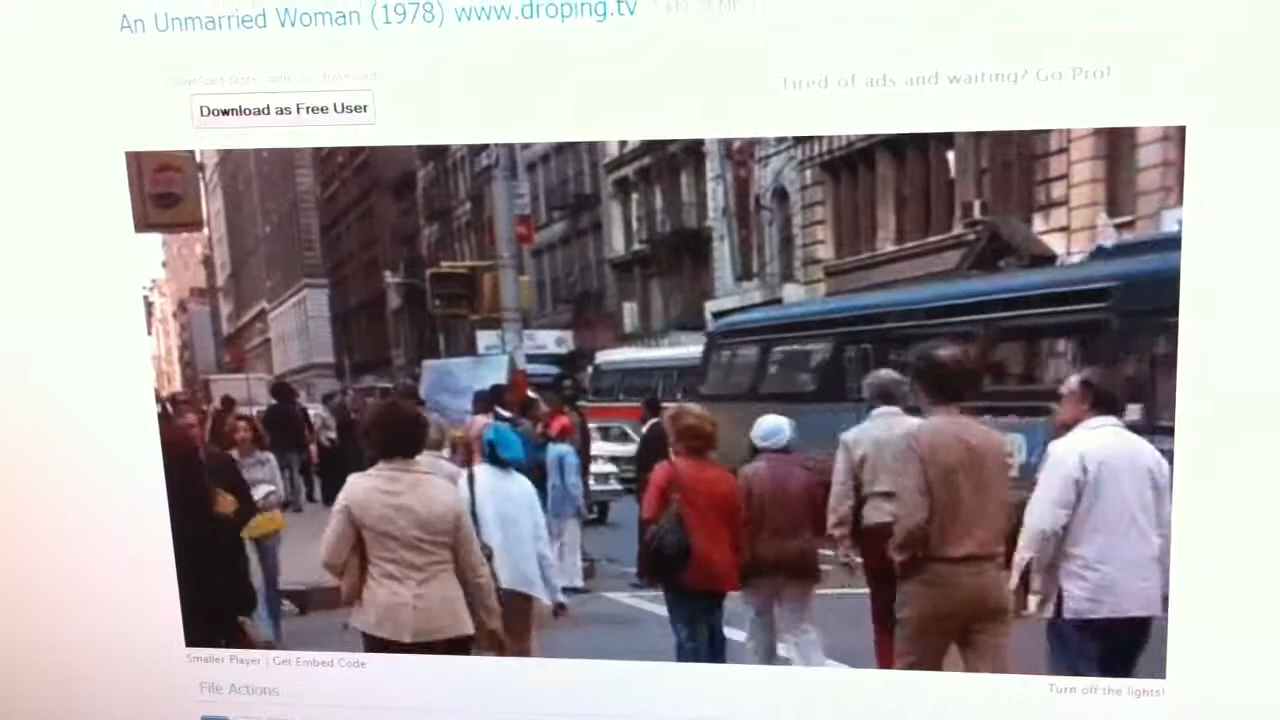 An Unmarried Woman (1978) www.droping.tv
Tired of ads and waiting? Go Pro!
Download as Free User
Smaller Player | Get Embed Code
Turn off the lights!
File Actions